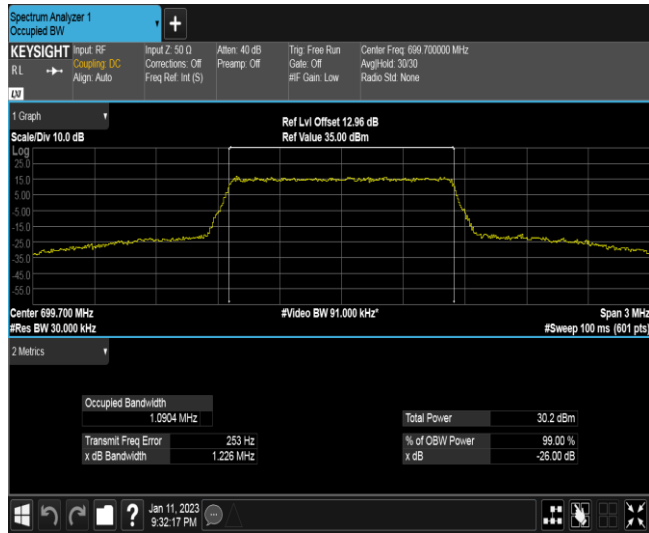 Spectrum Analyzer 1
Occupied BW
+
KEYSIGHT
R L
LXI
Input: RF
Coupling: DC
Align: Auto
Input Z: 50 Ω
Corrections: Off
Freq Ref: Int (S)
Atten: 40 dB
Preamp: Off
Trig: Free Run
Gate: Off
#IF Gain: Low
Center Freq: 699.700000 MHz
Avg|Hold: 30/30
Radio Std: None
1 Graph
Scale/Div 10.0 dB
Ref Lvl Offset 12.96 dB
Ref Value 35.00 dBm
Log
25.0
15.0
5.00
-5.00
-15.0
-25.0
-35.0
-45.0
-55.0
Center 699.700 MHz
#Res BW 30.000 kHz
#Video BW 91.000 kHz*
Span 3 MHz
#Sweep 100 ms (601 pts)
2 Metrics
Occupied Bandwidth
1.0904 MHz
Transmit Freq Error 253 Hz
x dB Bandwidth 1.226 MHz
Total Power 30.2 dBm
% of OBW Power 99.00 %
x dB -26.00 dB
?
Jan 11, 2023
9:32:17 PM